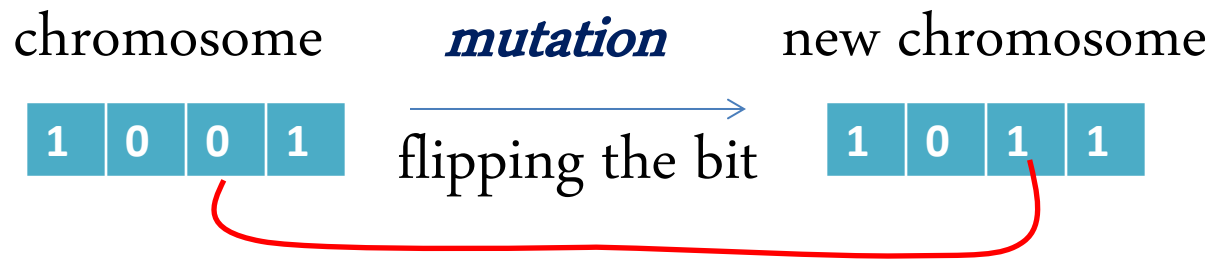 chromosome mutation new chromosome
1 0 0 1 flipping the bit 1 0 1 1